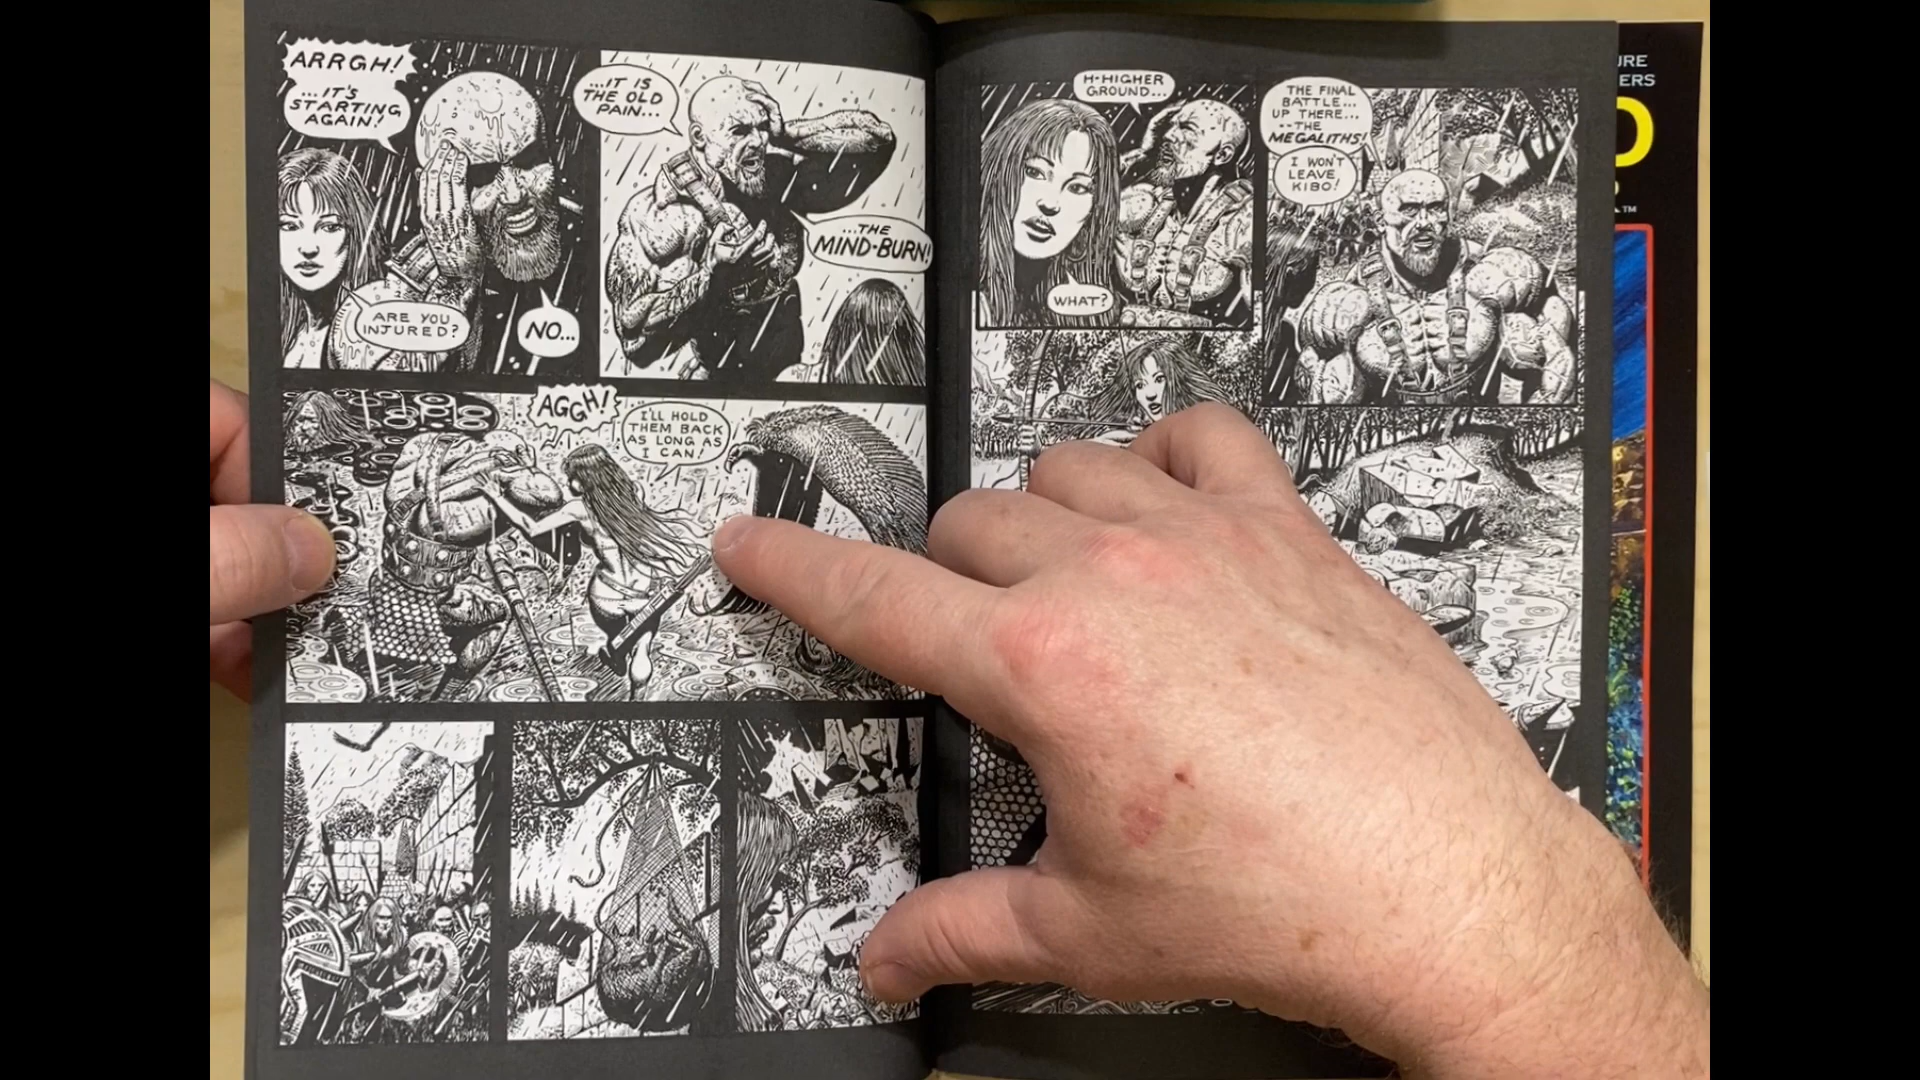 ARRGH!
...IT'S
STARTING
AGAIN!
ARE YOU
INJURED?
NO...
...IT IS
THE OLD
PAIN...
...THE
MIND-BURN!
AGGH!
I'LL HOLD
THEM BACK
AS LONG AS
I CAN!
H-HIGHER
GROUND...
WHAT?
THE FINAL
BATTLE...
UP THERE...
--THE
MEGALITHS!
I WON'T
LEAVE,
KIBO!
URE
ERS
D
™